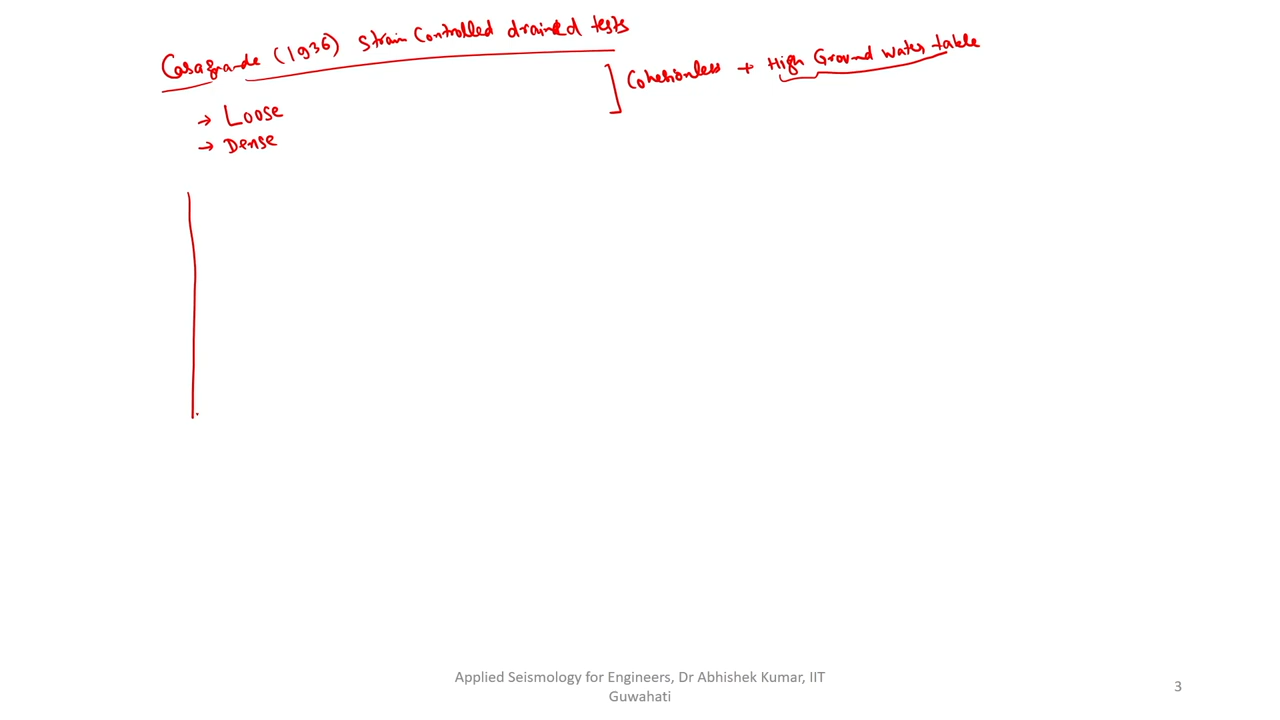 Casagrande (1936) Strain Controlled drained tests
] Cohesionless + High Ground water table
→ Loose
→ Dense
Applied Seismology for Engineers, Dr Abhishek Kumar, IIT
Guwahati
3